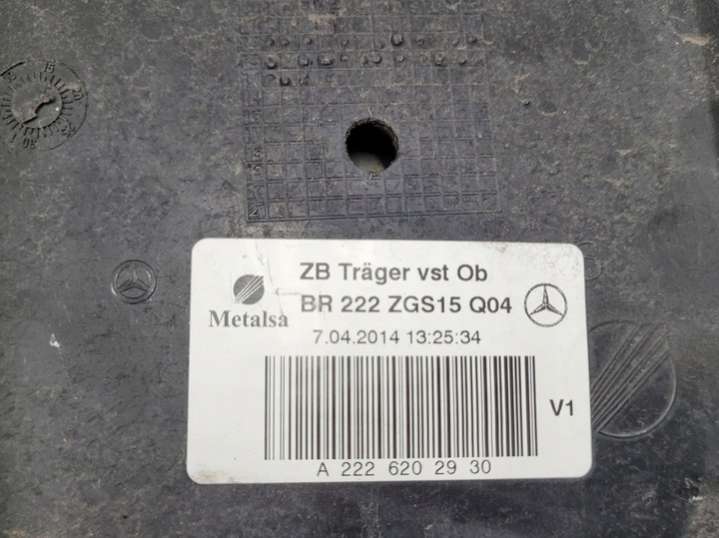 ZB Träger vst Ob
BR 222 ZGS15 Q04
Metalsa
7.04.2014 13:25:34
V1
A 222 620 29 30